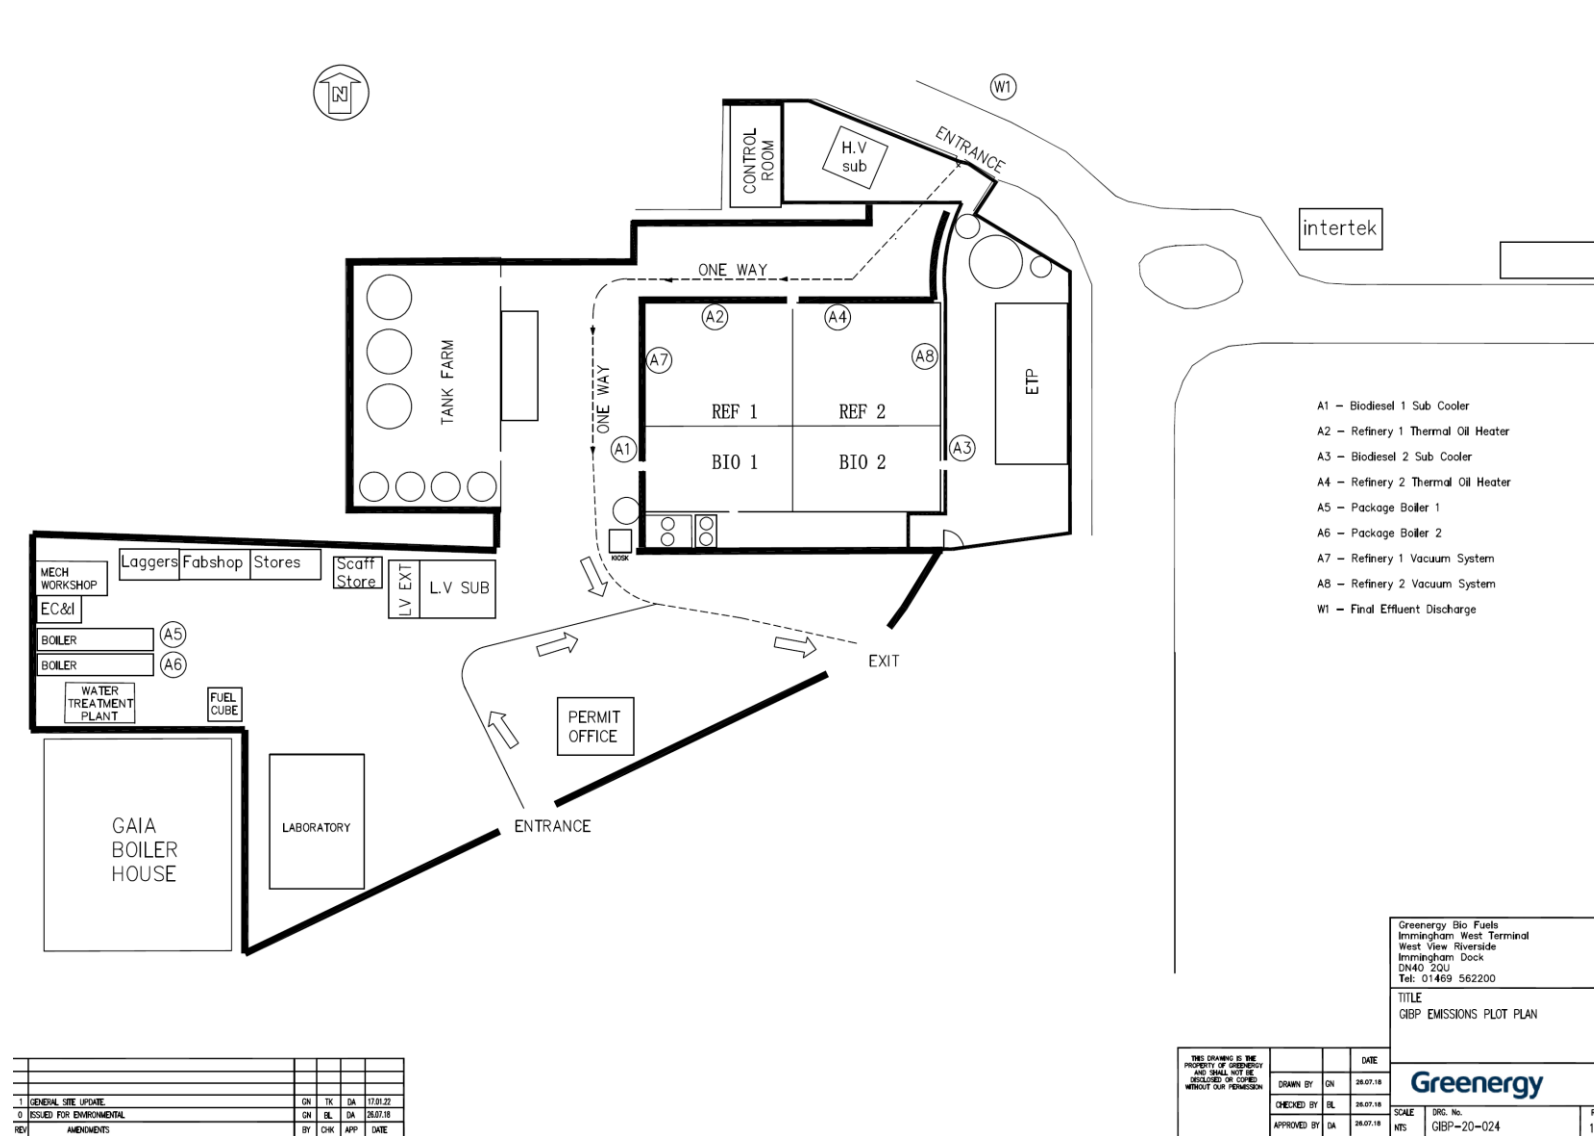 N
W1
ENTRANCE
CONTROL
ROOM
H.V
sub
intertek
ONE WAY
A2
A4
A7
A8
TANK FARM
ONE WAY
ETP
REF 1
REF 2
A1
A3
BIO 1
BIO 2
KIOSK
A1 – Biodiesel 1 Sub Cooler
A2 – Refinery 1 Thermal Oil Heater
A3 – Biodiesel 2 Sub Cooler
A4 – Refinery 2 Thermal Oil Heater
A5 – Package Boiler 1
A6 – Package Boiler 2
A7 – Refinery 1 Vacuum System
A8 – Refinery 2 Vacuum System
W1 – Final Effluent Discharge
MECH
WORKSHOP
Laggers
Fabshop
Stores
Scaff
Store
LV EXT
L.V SUB
EC&I
BOILER
A5
BOILER
A6
WATER
TREATMENT
PLANT
FUEL
CUBE
EXIT
PERMIT
OFFICE
GAIA
BOILER
HOUSE
LABORATORY
ENTRANCE
Greenergy Bio Fuels
Immingham West Terminal
West View Riverside
Immingham Dock
DN40 2QU
Tel: 01469 562200
TITLE
GIBP EMISSIONS PLOT PLAN
Greenergy
SCALE
NTS
DRG. No.
GIBP-20-024
THIS DRAWING IS THE
PROPERTY OF GREENERGY
AND SHALL NOT BE
DISCLOSED OR COPIED
WITHOUT OUR PERMISSION
DATE
DRAWN BY GN 26.07.18
CHECKED BY BL 26.07.18
APPROVED BY DA 26.07.18
1 GENERAL SITE UPDATE. GN TK DA 17.01.22
0 ISSUED FOR ENVIRONMENTAL GN BL DA 26.07.18
REV AMENDMENTS BY CHK APP DATE